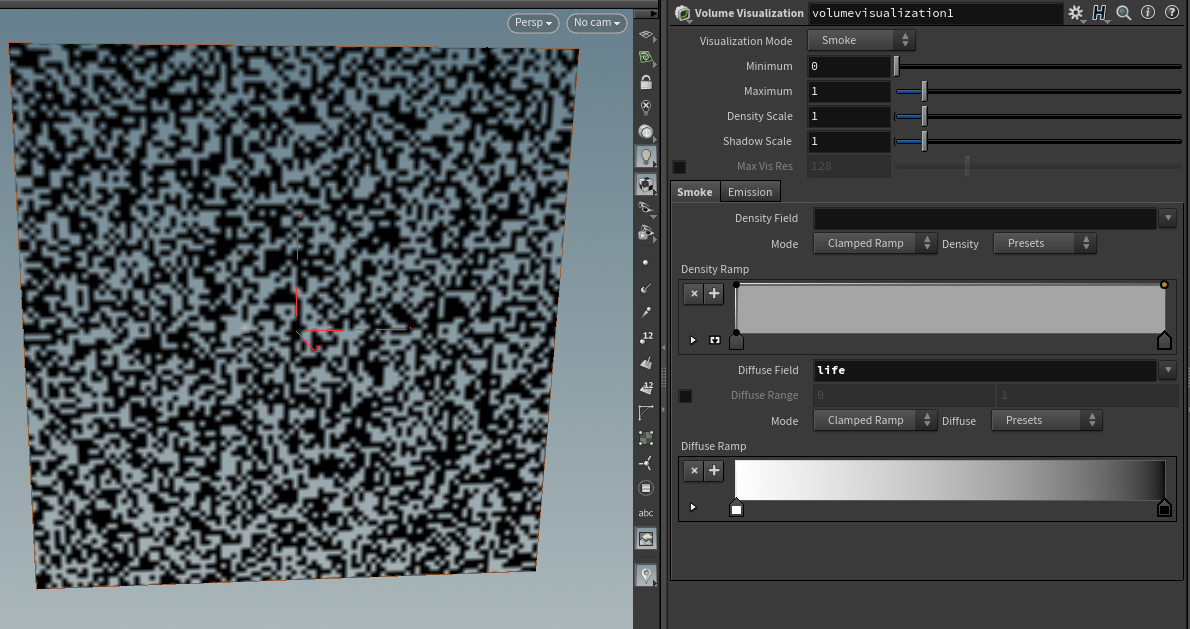 Persp No cam
Volume Visualization volumevisualization1
Visualization Mode Smoke
Minimum 0
Maximum 1
Density Scale 1
Shadow Scale 1
Max Vis Res 128
Smoke Emission
Density Field
Mode Clamped Ramp Density Presets
Density Ramp
Diffuse Field life
Diffuse Range 0 1
Mode Clamped Ramp Diffuse Presets
Diffuse Ramp
12
12
abc